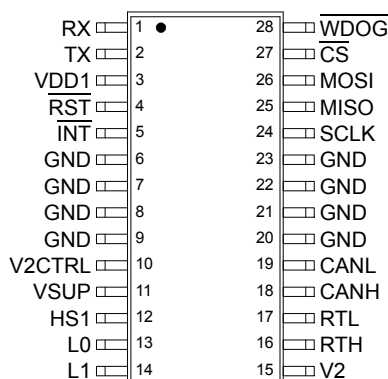 RX 1 28 WDOG
TX 2 27 CS
VDD1 3 26 MOSI
RST 4 25 MISO
INT 5 24 SCLK
GND 6 23 GND
GND 7 22 GND
GND 8 21 GND
GND 9 20 GND
V2CTRL 10 19 CANL
VSUP 11 18 CANH
HS1 12 17 RTL
L0 13 16 RTH
L1 14 15 V2